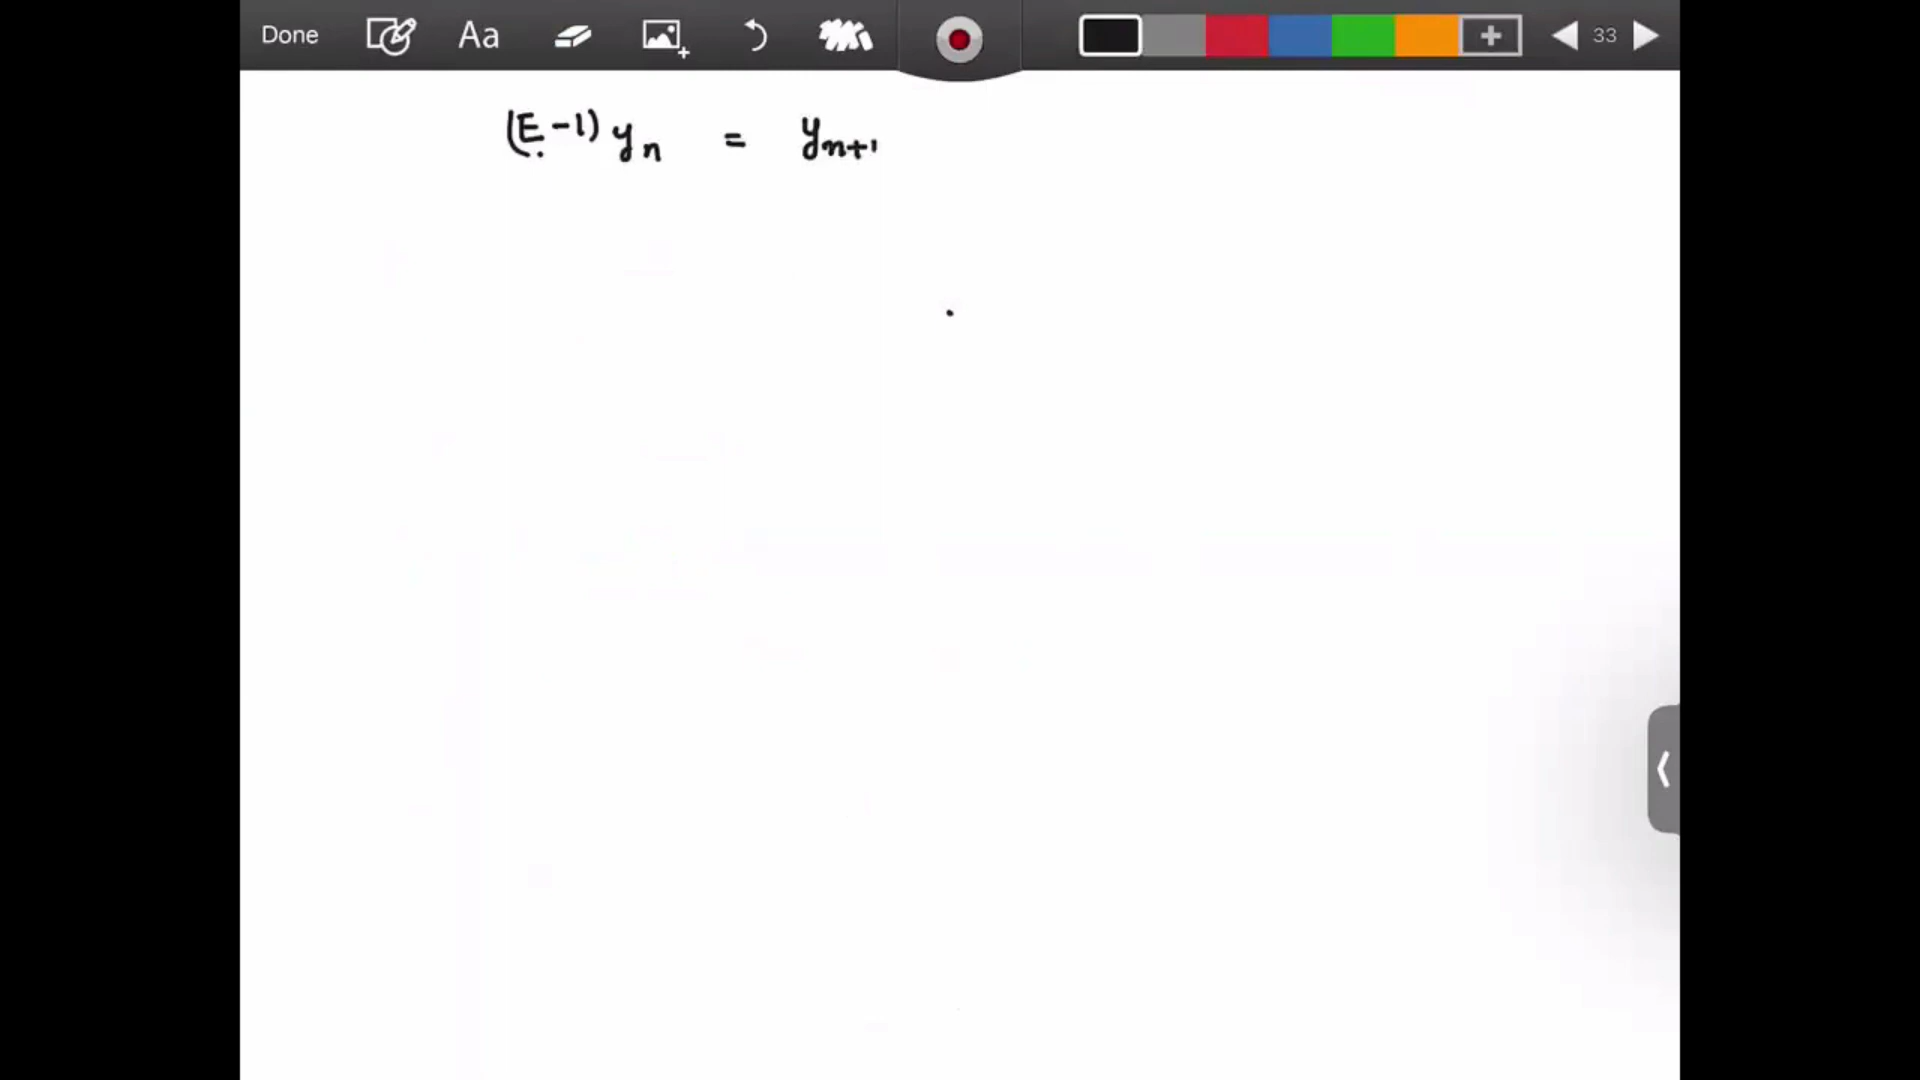 Done Aa 33
(E-1) yₙ = yₙ₊₁